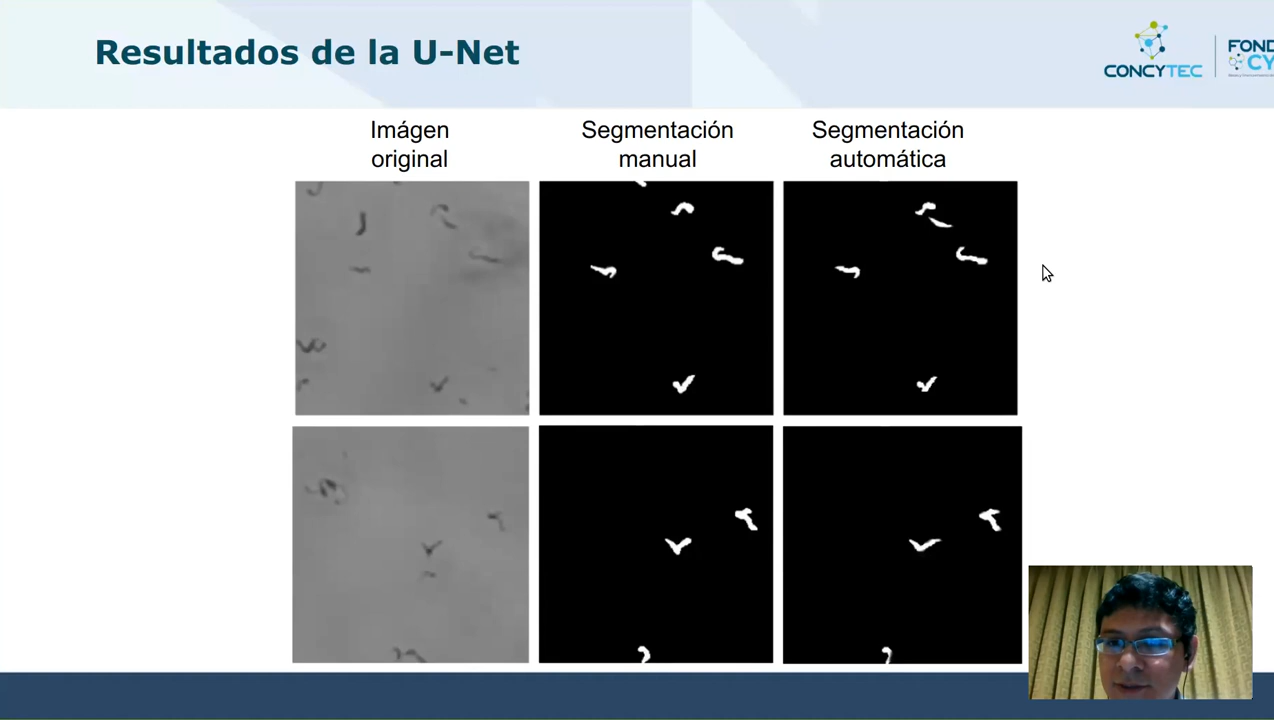 Resultados de la U-Net
CONCYTEC
FOND
CY
Imágen
original
Segmentación
manual
Segmentación
automática